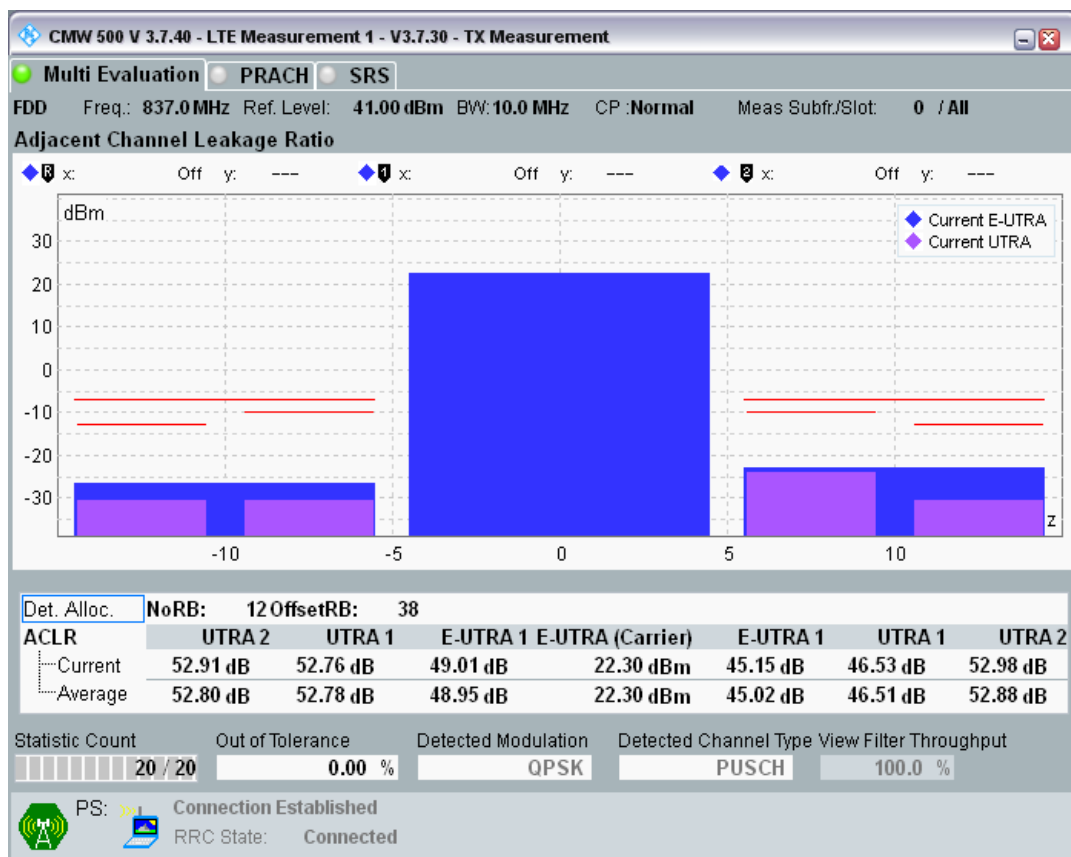 CMW 500 V 3.7.40 - LTE Measurement 1 - V3.7.30 - TX Measurement
Multi Evaluation PRACH SRS
FDD Freq.: 837.0 MHz Ref. Level: 41.00 dBm BW: 10.0 MHz CP :Normal Meas Subfr./Slot: 0 / All
Adjacent Channel Leakage Ratio
R x: Off y: --- 1 x: Off y: --- 2 x: Off y: ---
dBm
Current E-UTRA
Current UTRA
30
20
10
0
-10
-20
-30
z
-10 -5 0 5 10
Det. Alloc. NoRB: 12 OffsetRB: 38
ACLR UTRA 2 UTRA 1 E-UTRA 1 E-UTRA (Carrier) E-UTRA 1 UTRA 1 UTRA 2
Current 52.91 dB 52.76 dB 49.01 dB 22.30 dBm 45.15 dB 46.53 dB 52.98 dB
Average 52.80 dB 52.78 dB 48.95 dB 22.30 dBm 45.02 dB 46.51 dB 52.88 dB
Statistic Count Out of Tolerance Detected Modulation Detected Channel Type View Filter Throughput
20 / 20 0.00 % QPSK PUSCH 100.0 %
PS: Connection Established
RRC State: Connected